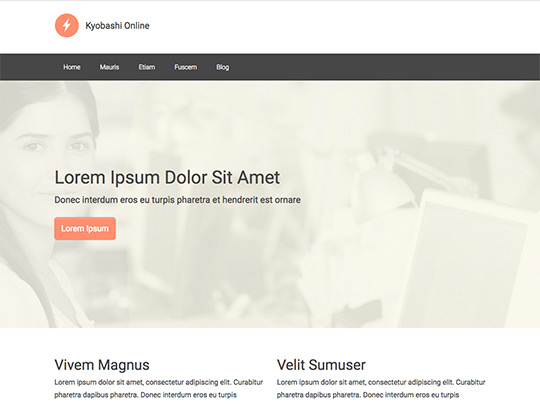 Kyobashi Online
Home Mauris Etiam Fuscem Blog
Lorem Ipsum Dolor Sit Amet
Donec interdum eros eu turpis pharetra et hendrerit est ornare
Lorem ipsum
Vivem Magnus
Lorem ipsum dolor sit amet, consectetur adipiscing elit. Curabitur
pharetra dapibus pharetra. Donec interdum eros eu turpis
Velit Sumuser
Lorem ipsum dolor sit amet, consectetur adipiscing elit. Curabitur
pharetra dapibus pharetra. Donec interdum eros eu turpis